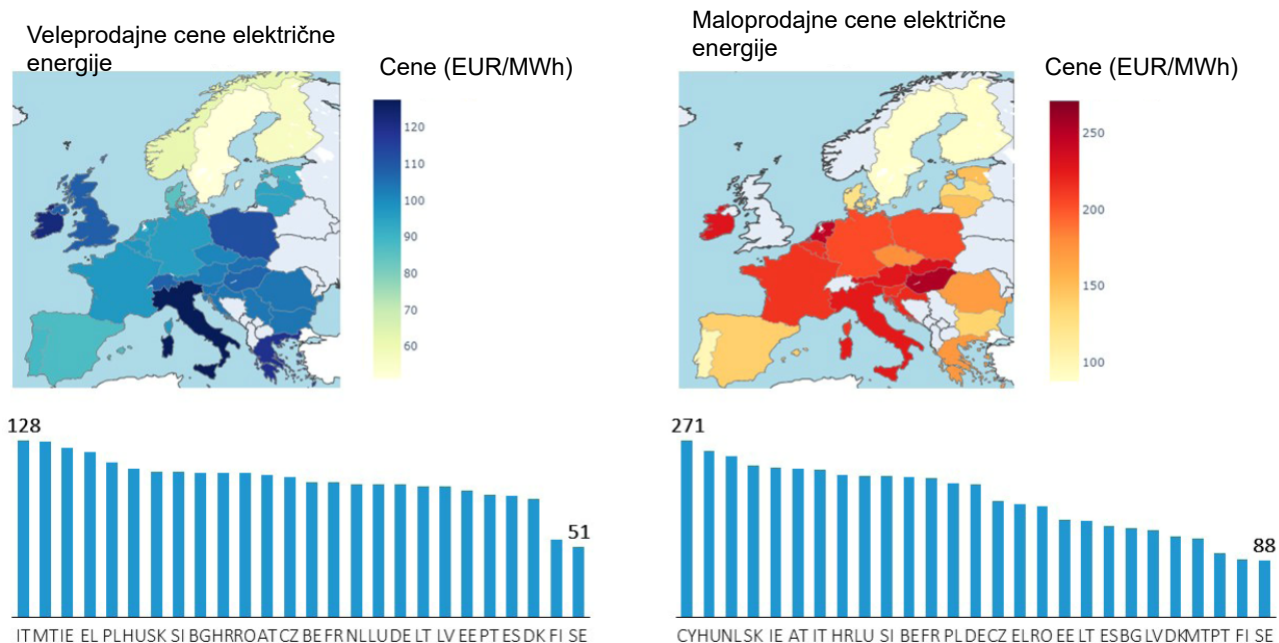 Veleprodajne cene električne
energije
Cene (EUR/MWh)
120
110
100
90
80
70
60
Maloprodajne cene električne
energije
Cene (EUR/MWh)
250
200
150
100
128
51
IT MT IE EL PL HU SK SI BG HR RO AT CZ BE FR NL LU DE LT LV EE PT ES DK FI SE
271
88
CY HU NL SK IE AT IT HR LU SI BE FR PL DE CZ EL RO EE LT ES BG LV DK MT PT FI SE